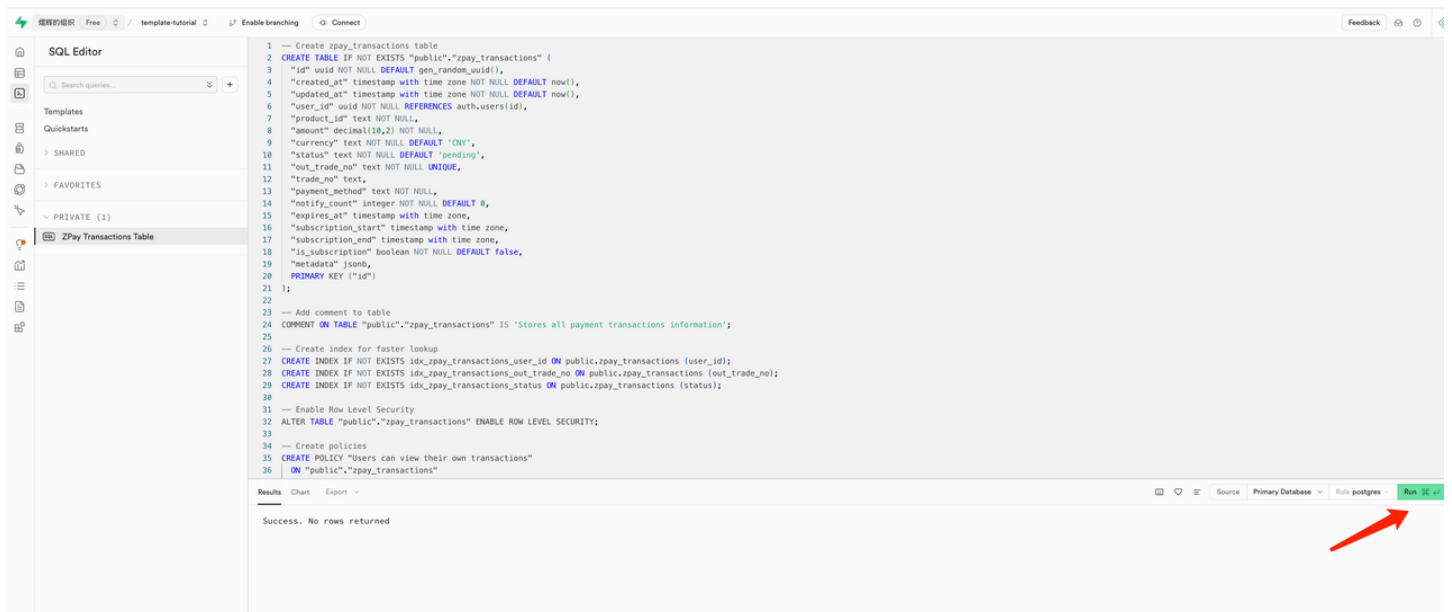 熠辉的组织 Free / template-tutorial Enable branching Connect Feedback
SQL Editor
Search queries...
Templates
Quickstarts
SHARED
FAVORITES
PRIVATE (1)
SQL ZPay Transactions Table
1 -- Create zpay_transactions table
2 CREATE TABLE IF NOT EXISTS "public"."zpay_transactions" (
3 "id" uuid NOT NULL DEFAULT gen_random_uuid(),
4 "created_at" timestamp with time zone NOT NULL DEFAULT now(),
5 "updated_at" timestamp with time zone NOT NULL DEFAULT now(),
6 "user_id" uuid NOT NULL REFERENCES auth.users(id),
7 "product_id" text NOT NULL,
8 "amount" decimal(10,2) NOT NULL,
9 "currency" text NOT NULL DEFAULT 'CNY',
10 "status" text NOT NULL DEFAULT 'pending',
11 "out_trade_no" text NOT NULL UNIQUE,
12 "trade_no" text,
13 "payment_method" text NOT NULL,
14 "notify_count" integer NOT NULL DEFAULT 0,
15 "expires_at" timestamp with time zone,
16 "subscription_start" timestamp with time zone,
17 "subscription_end" timestamp with time zone,
18 "is_subscription" boolean NOT NULL DEFAULT false,
19 "metadata" jsonb,
20 PRIMARY KEY ("id")
21 );
22
23 -- Add comment to table
24 COMMENT ON TABLE "public"."zpay_transactions" IS 'Stores all payment transactions information';
25
26 -- Create index for faster lookup
27 CREATE INDEX IF NOT EXISTS idx_zpay_transactions_user_id ON public.zpay_transactions (user_id);
28 CREATE INDEX IF NOT EXISTS idx_zpay_transactions_out_trade_no ON public.zpay_transactions (out_trade_no);
29 CREATE INDEX IF NOT EXISTS idx_zpay_transactions_status ON public.zpay_transactions (status);
30
31 -- Enable Row Level Security
32 ALTER TABLE "public"."zpay_transactions" ENABLE ROW LEVEL SECURITY;
33
34 -- Create policies
35 CREATE POLICY "Users can view their own transactions"
36 ON "public"."zpay_transactions"
Results Chart Export Source Primary Database Role postgres Run ⌘ ↵
Success. No rows returned